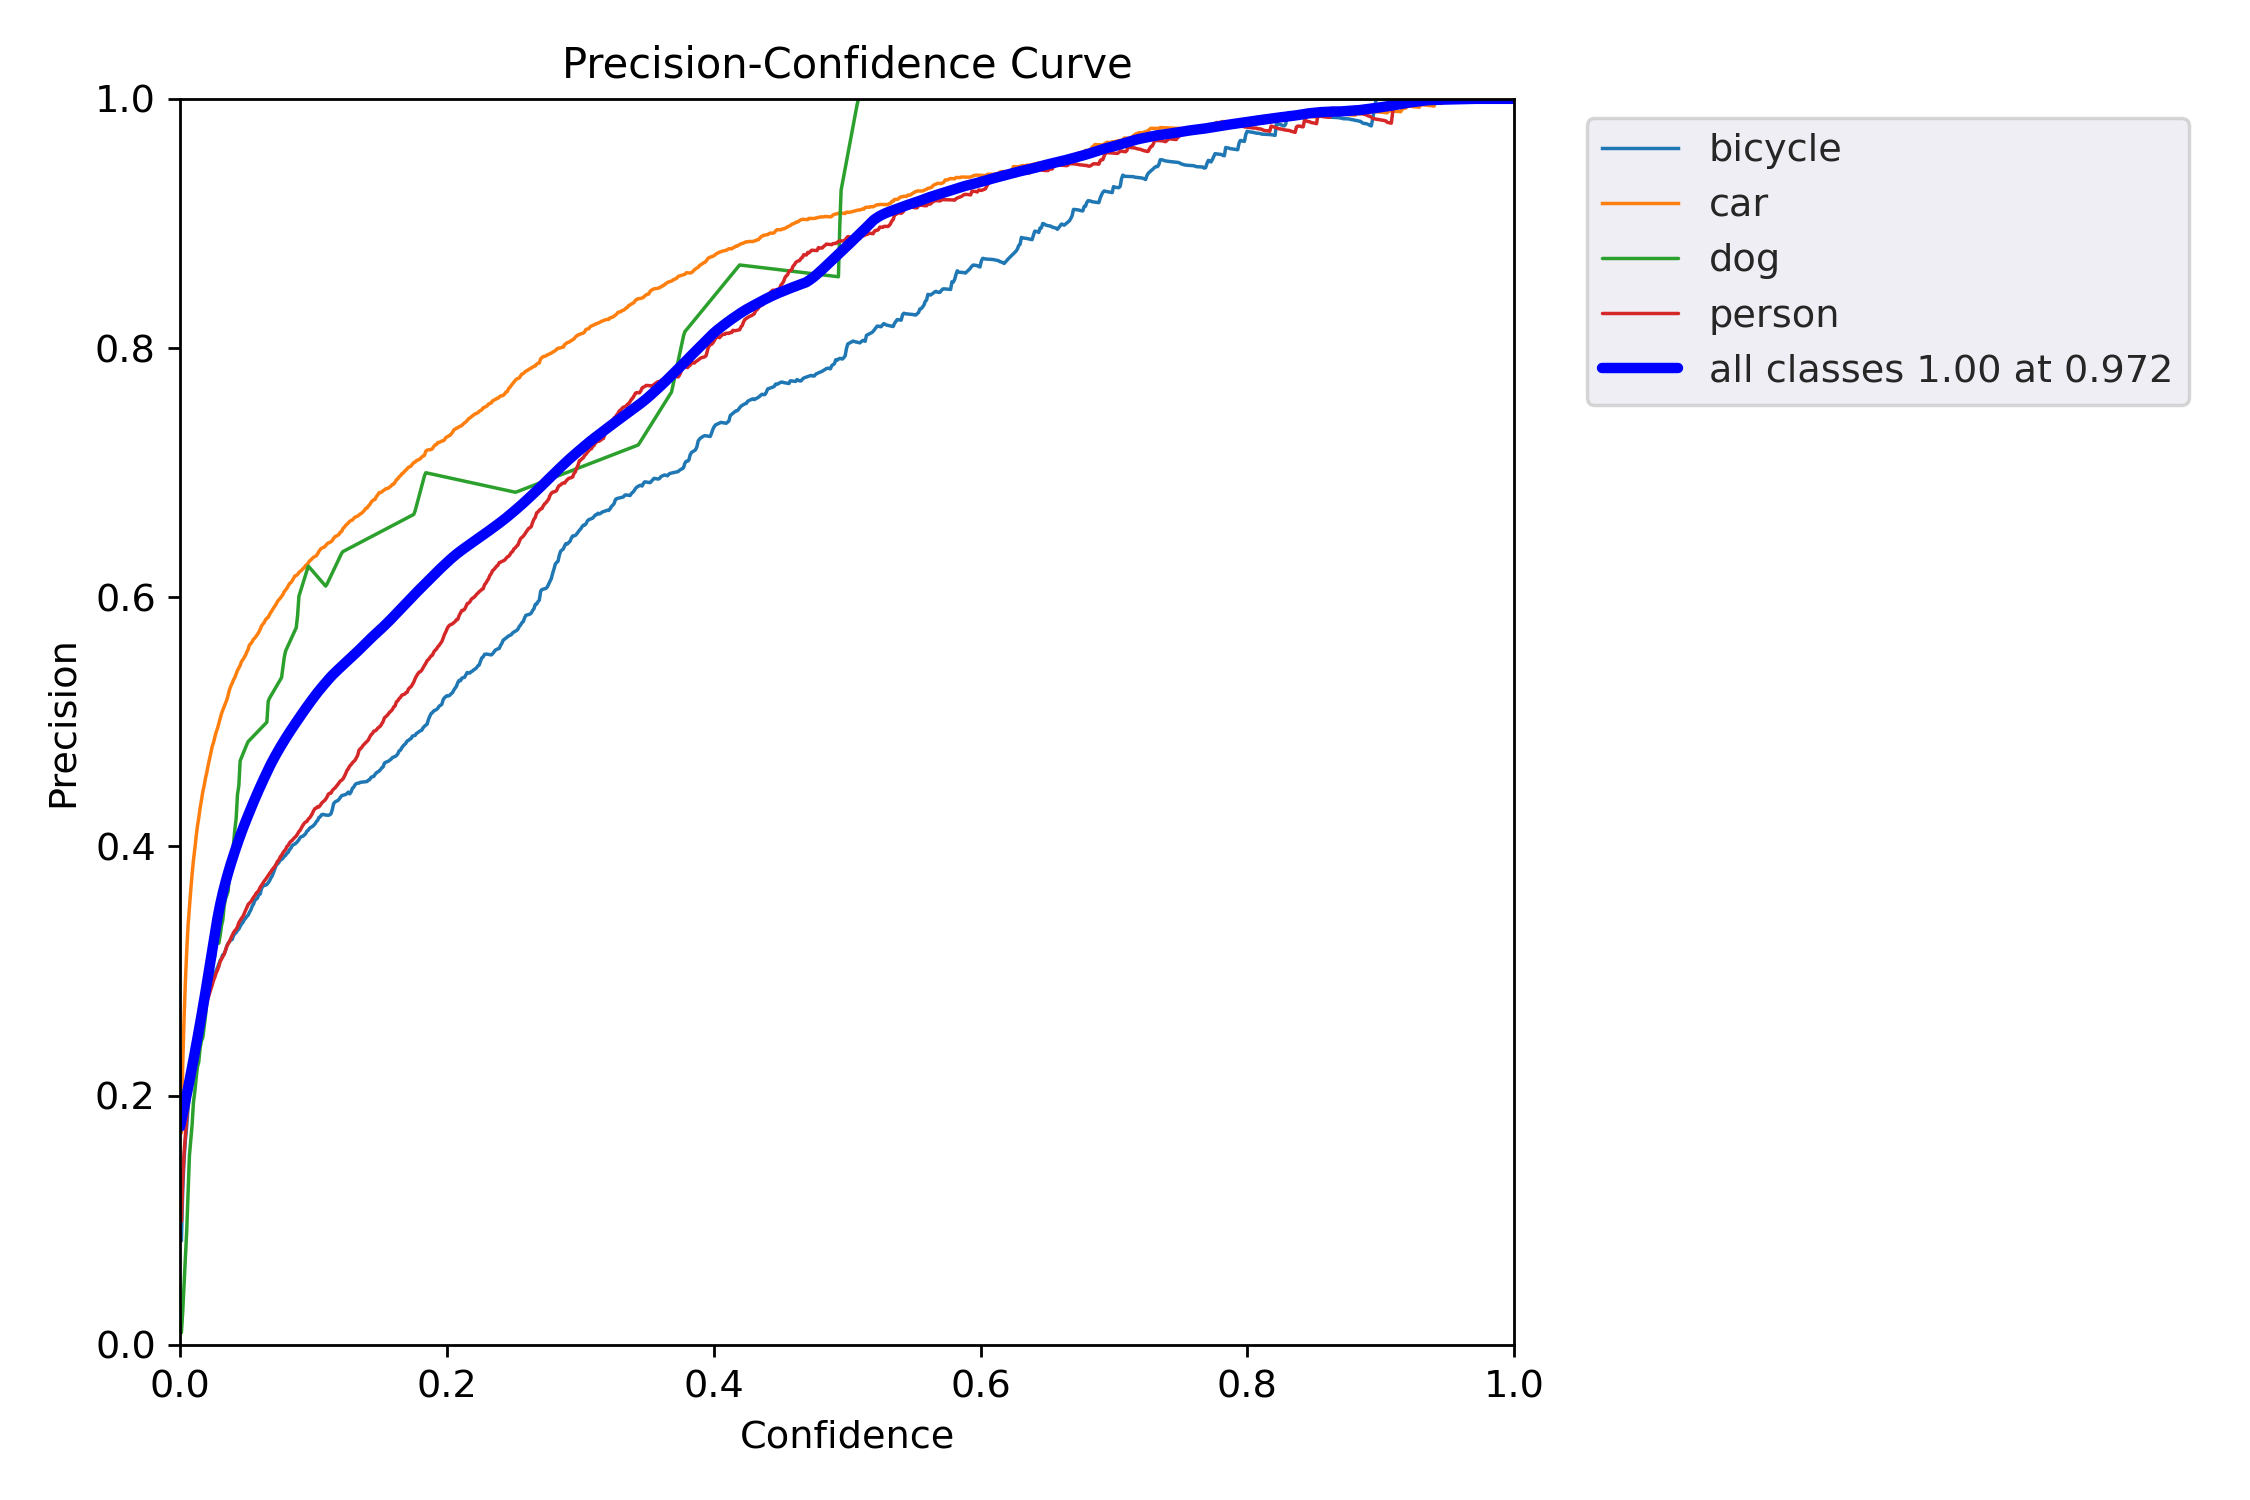 Precision-Confidence Curve
1.0
0.8
0.6
0.4
0.2
0.0
Precision
0.0 0.2 0.4 0.6 0.8 1.0
Confidence
bicycle
car
dog
person
all classes 1.00 at 0.972